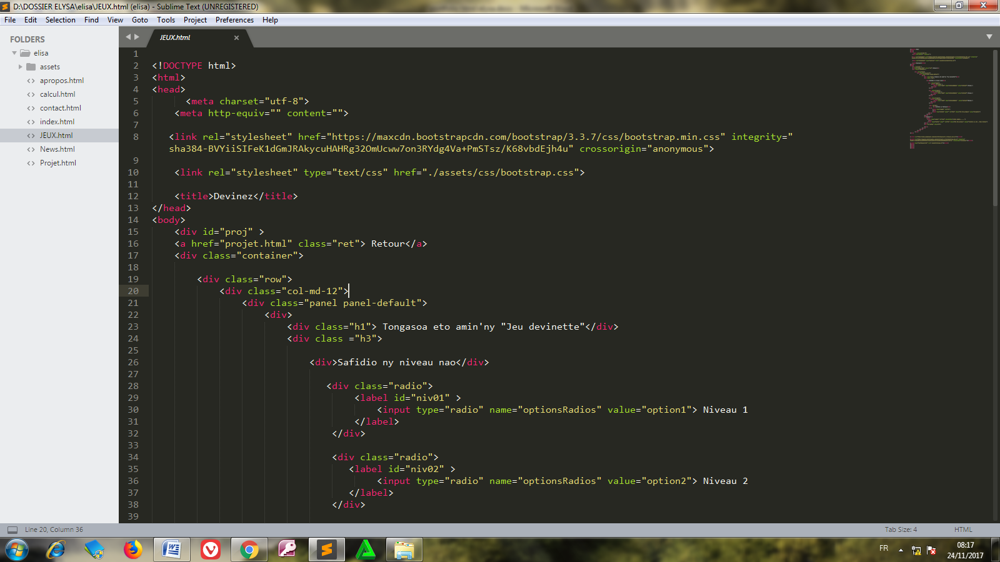 D:\DOSSIER ELYSA\elisa\JEUX.html (elisa) - Sublime Text (UNREGISTERED)
File Edit Selection Find View Goto Tools Project Preferences Help
FOLDERS
elisa
assets
apropos.html
calcul.html
contact.html
index.html
JEUX.html
News.html
Projet.html
JEUX.html
1
2 <!DOCTYPE html>
3 <html>
4 <head>
5 <meta charset="utf-8">
6 <meta http-equiv="" content="">
7
8 <link rel="stylesheet" href="https://maxcdn.bootstrapcdn.com/bootstrap/3.3.7/css/bootstrap.min.css" integrity="
sha384-BVYiiSIFeK1dGmJRAkycuHAHRg32OmUcww7on3RYdg4Va+PmSTsz/K68vbdEjh4u" crossorigin="anonymous">
9
10 <link rel="stylesheet" type="text/css" href="./assets/css/bootstrap.css">
11
12 <title>Devinez</title>
13 </head>
14 <body>
15 <div id="proj" >
16 <a href="projet.html" class="ret"> Retour</a>
17 <div class="container">
18
19 <div class="row">
20 <div class="col-md-12">
21 <div class="panel panel-default">
22 <div>
23 <div class="h1"> Tongasoa eto amin'ny "Jeu devinette"</div>
24 <div class ="h3">
25
26 <div>Safidio ny niveau nao</div>
27
28 <div class="radio">
29 <label id="niv01" >
30 <input type="radio" name="optionsRadios" value="option1"> Niveau 1
31 </label>
32 </div>
33
34 <div class="radio">
35 <label id="niv02" >
36 <input type="radio" name="optionsRadios" value="option2"> Niveau 2
37 </label>
38 </div>
39
Line 20, Column 36
Tab Size: 4
HTML
FR
08:17
24/11/2017